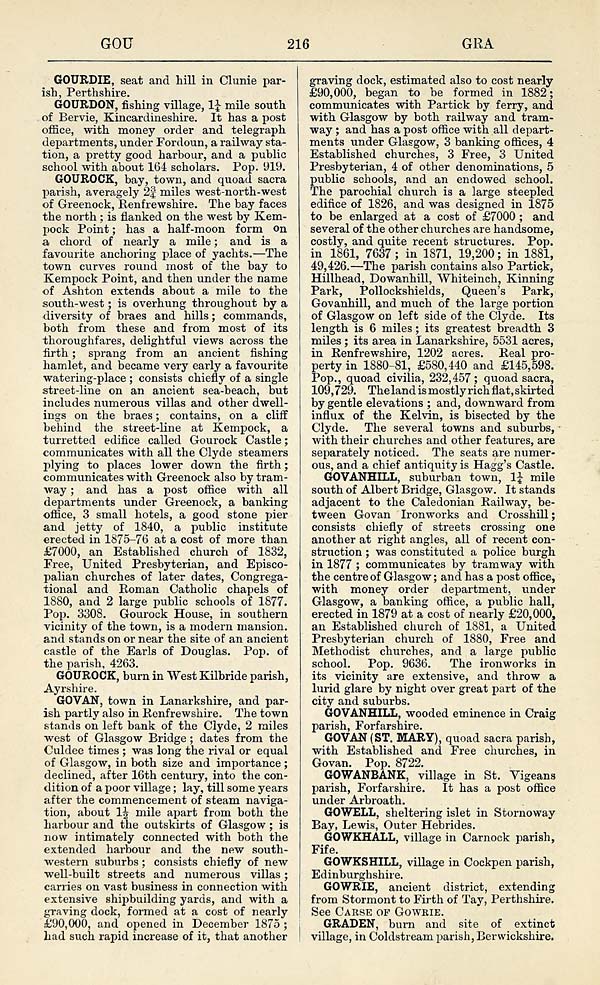 GOU 216 GRA
GOURDIE, seat and hill in Clunie par-
ish, Perthshire.
GOURDON, fishing village, 1¼ mile south
of Bervie, Kincardineshire. It has a post
office, with money order and telegraph
departments, under Fordoun, a railway sta-
tion, a pretty good harbour, and a public
school with about 164 scholars. Pop. 919.
GOUROCK, bay, town, and quoad sacra
parish, averagely 2¾ miles west-north-west
of Greenock, Renfrewshire. The bay faces
the north; is flanked on the west by Kem-
pock Point; has a half-moon form on
a chord of nearly a mile; and is a
favourite anchoring place of yachts.—The
town curves round most of the bay to
Kempock Point, and then under the name
of Ashton extends about a mile to the
south-west; is overhung throughout by a
diversity of braes and hills; commands,
both from these and from most of its
thoroughfares, delightful views across the
firth; sprang from an ancient fishing
hamlet, and became very early a favourite
watering-place; consists chiefly of a single
street-line on an ancient sea-beach, but
includes numerous villas and other dwell-
ings on the braes; contains, on a cliff
behind the street-line at Kempock, a
turretted edifice called Gourock Castle;
communicates with all the Clyde steamers
plying to places lower down the firth;
communicates with Greenock also by tram-
way; and has a post office with all
departments under Greenock, a banking
office, 3 small hotels, a good stone pier
and jetty of 1840, a public institute
erected in 1875-76 at a cost of more than
£7000, an Established church of 1832,
Free, United Presbyterian, and Episco-
palian churches of later dates, Congrega-
tional and Roman Catholic chapels of
1880, and 2 large public schools of 1877.
Pop. 3308. Gourock House, in southern
vicinity of the town, is a modern mansion.
and stands on or near the site of an ancient
castle of the Earls of Douglas. Pop. of
the parish, 4263.
GOUROCK, burn in West Kilbride parish,
Ayrshire.
GOVAN, town in Lanarkshire, and par-
ish partly also in Renfrewshire. The town
stands on left bank of the Clyde, 2 miles
west of Glasgow Bridge; dates from the
Culdee times; was long the rival or equal
of Glasgow, in both size and importance;
declined, after 16th century, into the con-
dition of a poor village; lay, till some years
after the commencement of steam naviga-
tion, about 1½ mile apart from both the
harbour and the outskirts of Glasgow; is
now intimately connected with both the
extended harbour and the new south-
western suburbs; consists chiefly of new
well-built streets and numerous villas;
carries on vast business in connection with
extensive shipbuilding yards, and with a
graving dock, formed at a cost of nearly
£90,000, and opened in December 1875;
had such rapid increase of it, that another
graving dock, estimated also to cost nearly
£90,000, began to be formed in 1882;
communicates with Partick by ferry, and
with Glasgow by both railway and tram-
way; and has a post office with all depart-
ments under Glasgow, 3 banking offices, 4
Established churches, 3 Free, 3 United
Presbyterian, 4 of other denominations, 5
public schools, and an endowed school.
The parochial church is a large steepled
edifice of 1826, and was designed in 1875
to be enlarged at a cost of £7000; and
several of the other churches are handsome,
costly, and quite recent structures. Pop.
in 1861, 7637; in 1871, 19,200; in 1881,
49,426.—The parish contains also Partick,
Hillhead, Dowanhill, Whiteinch, Kinning
Park, Pollockshields, Queen's Park,
Govanhill, and much of the large portion
of Glasgow on left side of the Clyde. Its
length is 6 miles; its greatest breadth 3
miles; its area in Lanarkshire, 5531 acres,
in Renfrewshire, 1202 acres. Real pro-
perty in 1880-81, £580,440 and £145,598.
Pop., quoad civilia, 232,457; quoad sacra,
109,729. The land is mostly rich flat, skirted
by gentle elevations; and, downward from
influx of the Kelvin, is bisected by the
Clyde. The several towns and suburbs,
with their churches and other features, are
separately noticed. The seats are numer-
ous, and a chief antiquity is Hagg's Castle.
GOVANHILL, suburban town, 1¼ mile
south of Albert Bridge, Glasgow. It stands
adjacent to the Caledonian Railway, be-
tween Govan Ironworks and Crosshill;
consists chiefly of streets crossing one
another at right angles, all of recent con-
struction; was constituted a police burgh
in 1877; communicates by tramway with
the centre of Glasgow; and has a post office,
with money order department, under
Glasgow, a banking office, a public hall,
erected in 1879 at a cost of nearly £20,000,
an Established church of 1881, a United
Presbyterian church of 1880, Free and
Methodist churches, and a large public
school. Pop. 9636. The ironworks in
its vicinity are extensive, and throw a
lurid glare by night over great part of the
city and suburbs.
GOVANHILL, wooded eminence in Craig
parish, Forfarshire.
GOVAN (ST. MARY), quoad sacra parish,
with Established and Free churches, in
Govan. Pop. 8722.
GOWANBANK, village in St. Vigeans
parish, Forfarshire. It has a post office
under Arbroath.
GOWELL, sheltering islet in Stornoway
Bay, Lewis, Outer Hebrides.
GOWKHALL, village in Carnock parish,
Fife.
GOWKSHILL, village in Cockpen parish,
Edinburghshire.
GOWRIE, ancient district, extending
from Stormont to Firth of Tay, Perthshire.
See CARSE OF GOWRIE.
GRADEN, burn and site of extinct
village, in Coldstream parish, Berwickshire.